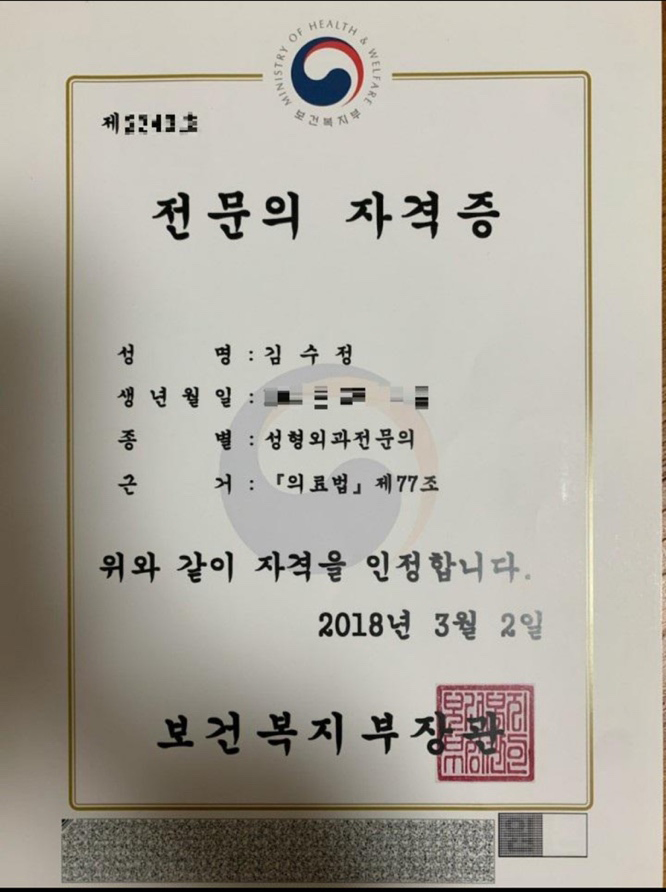 MINISTRY OF HEALTH & WELFARE
보건복지부
제 호
전문의 자격증
성 명 : 김 수 정
생 년 월 일 :
종 별 : 성형외과전문의
근 거 : 『의료법』 제77조
위와 같이 자격을 인정합니다.
2018년 3월 2일
보건복지부장관